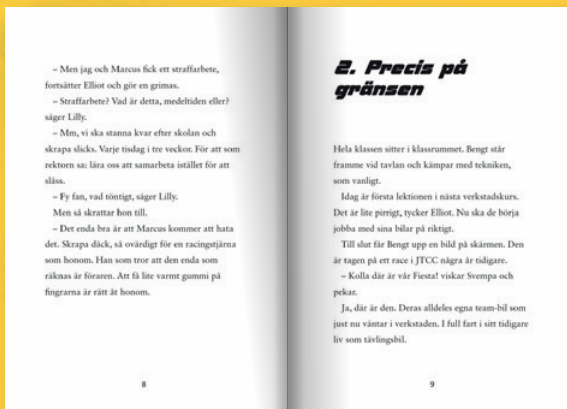 – Men jag och Marcus fick ett straffarbete,
fortsätter Elliot och gör en grimas.
– Straffarbete? Vad är detta, medeltiden eller?
säger Lilly.
– Mm, vi ska stanna kvar efter skolan och
skrapa slicks. Varje tisdag i tre veckor. För att som
rektorn sa: lära oss att samarbeta istället för att
slåss.
– Fy fan, vad töntigt, säger Lilly.
Men så skrattar hon till.
– Det enda bra är att Marcus kommer att hata
det. Skrapa däck, så ovärdigt för en racingstjärna
som honom. Han som tror att den enda som
räknas är föraren. Att få lite varmt gummi på
fingrarna är rätt åt honom.
8
2. Precis på
gränsen
Hela klassen sitter i klassrummet. Bengt står
framme vid tavlan och kämpar med tekniken,
som vanligt.
Idag är första lektionen i nästa verkstadskurs.
Det är lite pirrigt, tycker Elliot. Nu ska de börja
jobba med sina bilar på riktigt.
Till slut får Bengt upp en bild på skärmen. Den
är tagen på ett race i JTCC några år tidigare.
– Kolla där är vår Fiesta! viskar Svempa och
pekar.
Ja, där är den. Deras alldeles egna team-bil som
just nu väntar i verkstaden. I full fart i sitt tidigare
liv som tävlingsbil.
9